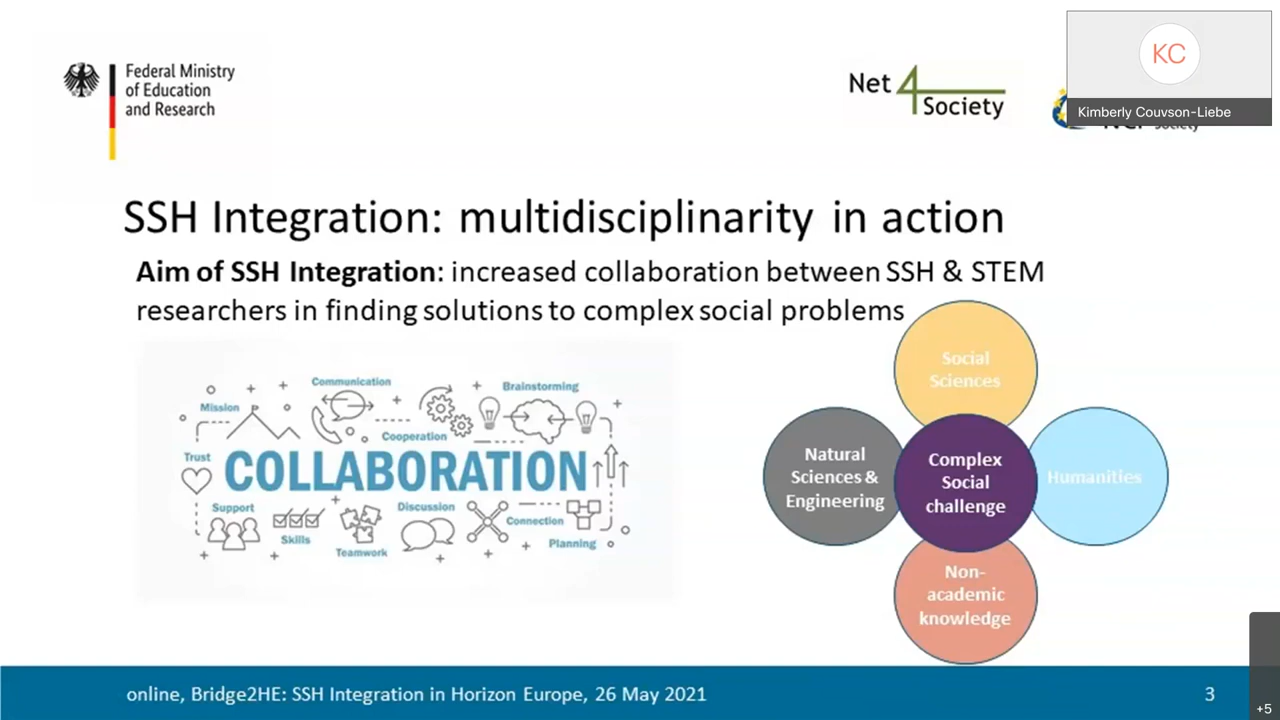 Federal Ministry
of Education
and Research
Net
4
Society
KC
Kimberly Couvson-Liebe
Society
SSH Integration: multidisciplinarity in action
Aim of SSH Integration: increased collaboration between SSH & STEM
researchers in finding solutions to complex social problems
Communication
Brainstorming
Mission
Cooperation
Trust
COLLABORATION
Support
Skills
Teamwork
Discussion
Connection
Planning
Social
Sciences
Natural
Sciences &
Engineering
Complex
Social
challenge
Humanities
Non-
academic
knowledge
online, Bridge2HE: SSH Integration in Horizon Europe, 26 May 2021
3
+5